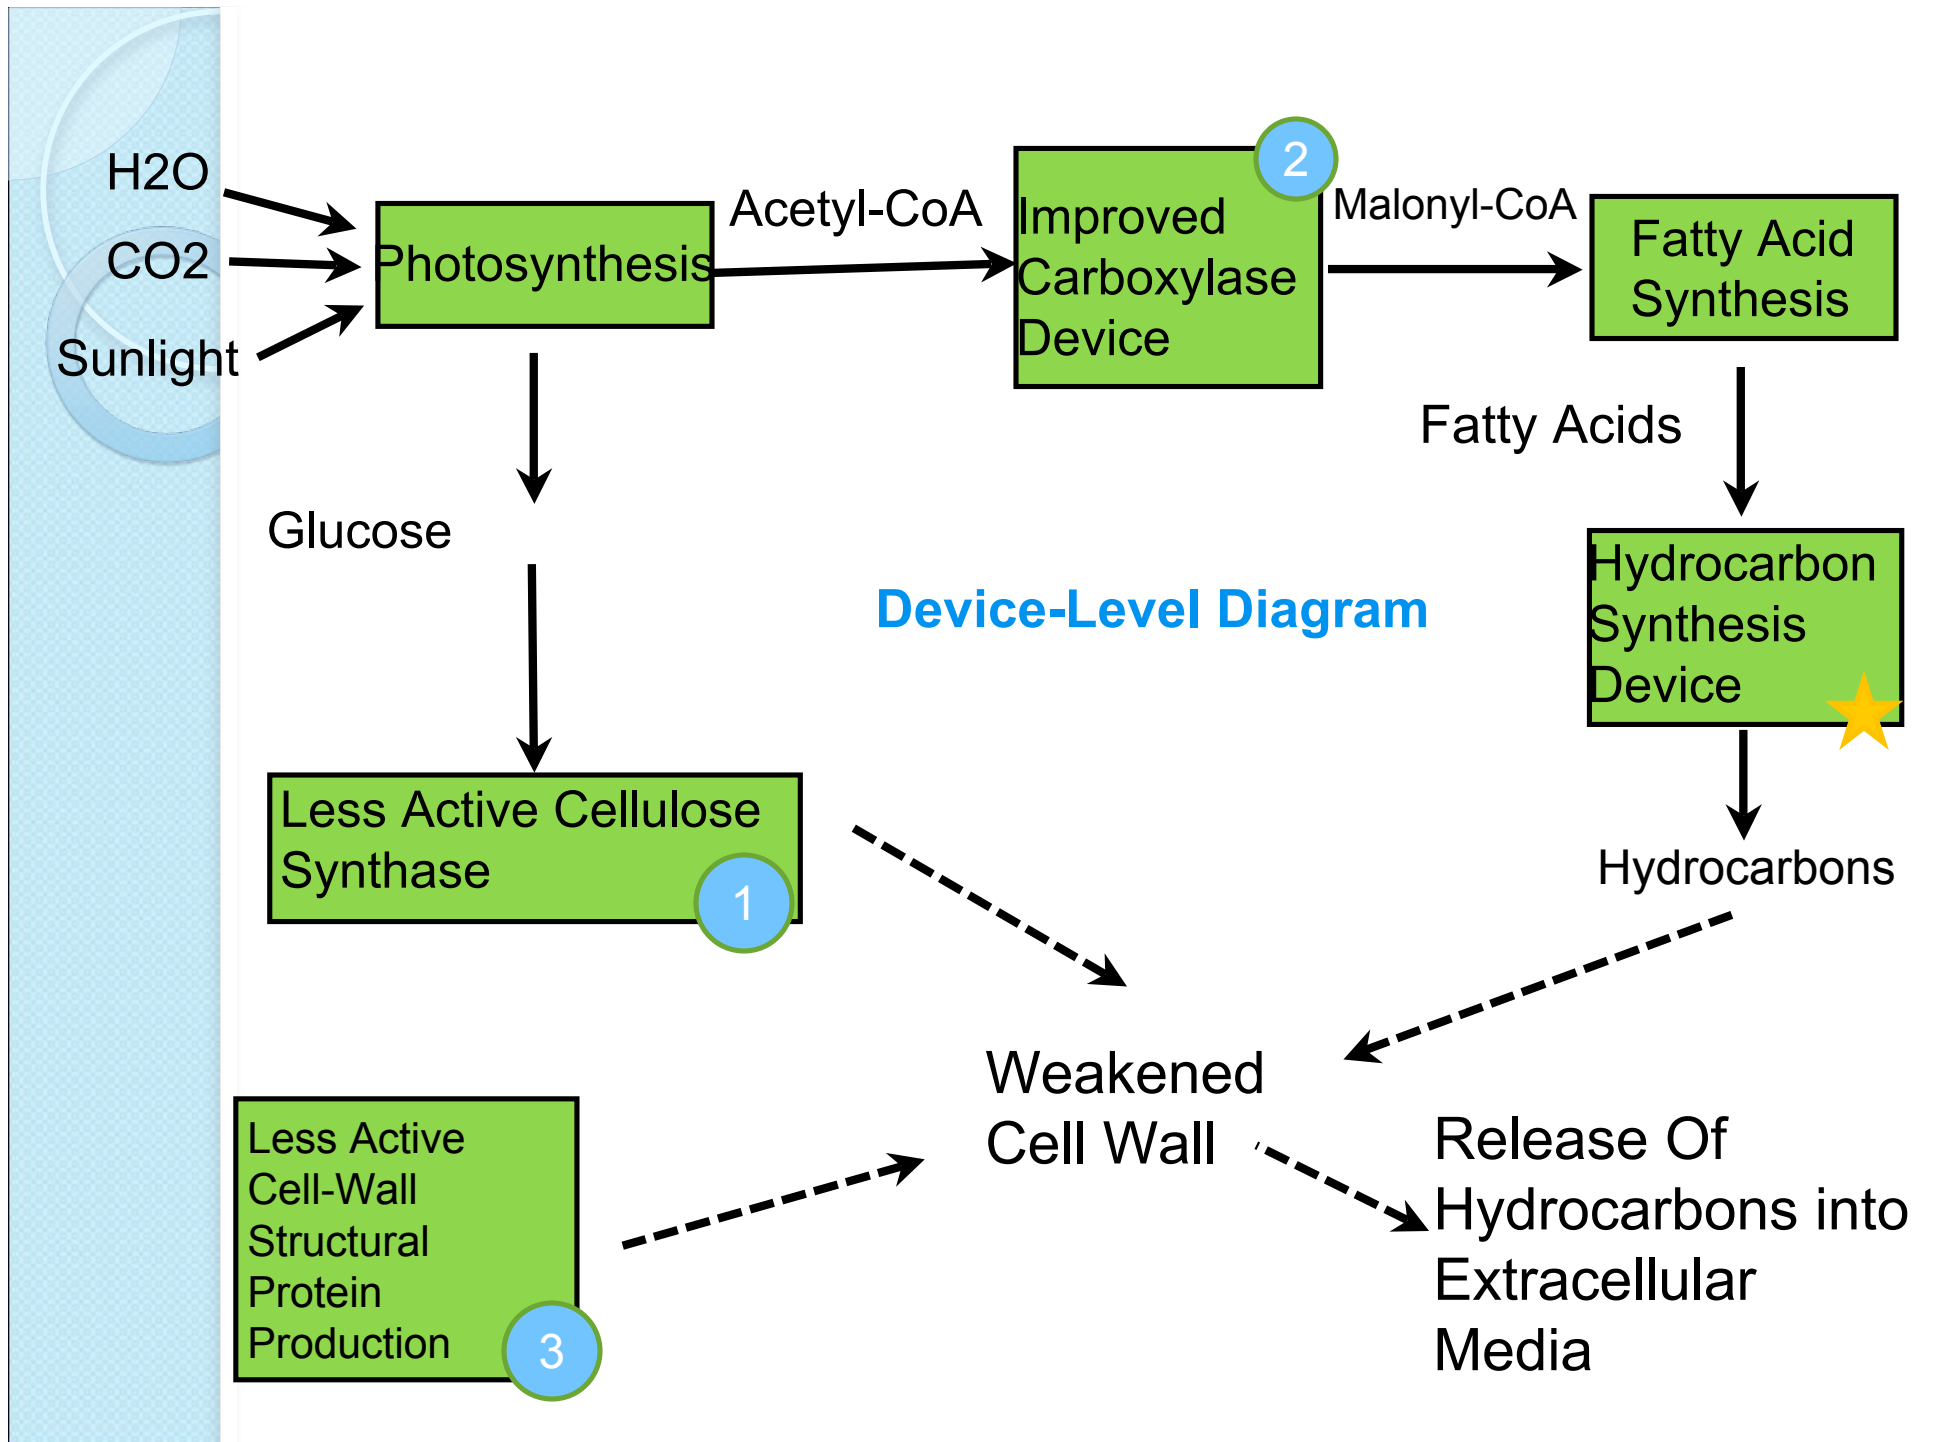 H2O
CO2
Sunlight
Photosynthesis
Acetyl-CoA
Improved
Carboxylase
Device
2
Malonyl-CoA
Fatty Acid
Synthesis
Fatty Acids
Glucose
Device-Level Diagram
Hydrocarbon
Synthesis
Device
Less Active Cellulose
Synthase
1
Hydrocarbons
Weakened
Cell Wall
Less Active
Cell-Wall
Structural
Protein
Production
3
Release Of
Hydrocarbons into
Extracellular
Media